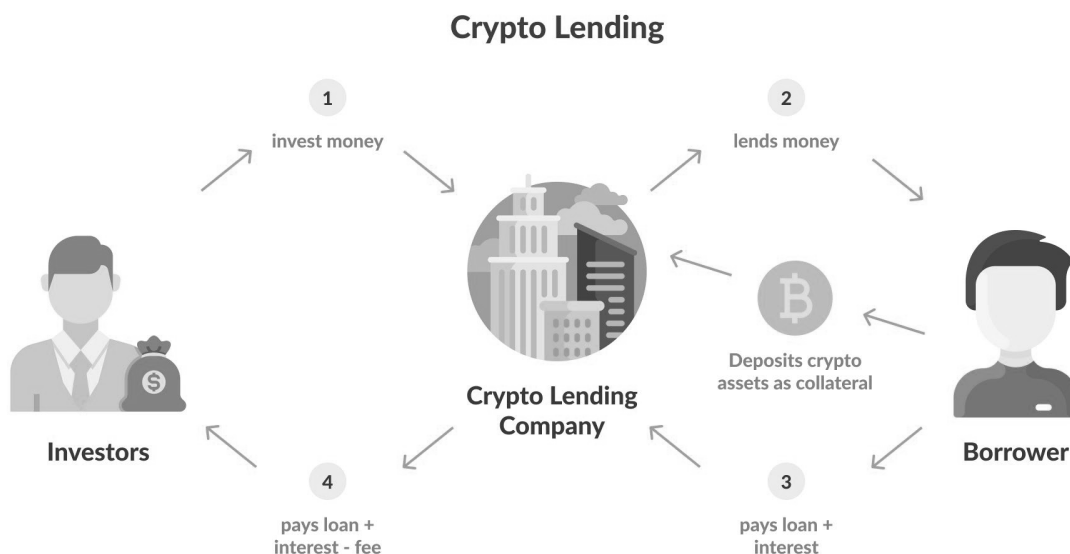 Crypto Lending
1
invest money
2
lends money
$
₿
Deposits crypto
assets as collateral
Crypto Lending
Company
Investors
Borrower
4
pays loan +
interest - fee
3
pays loan +
interest